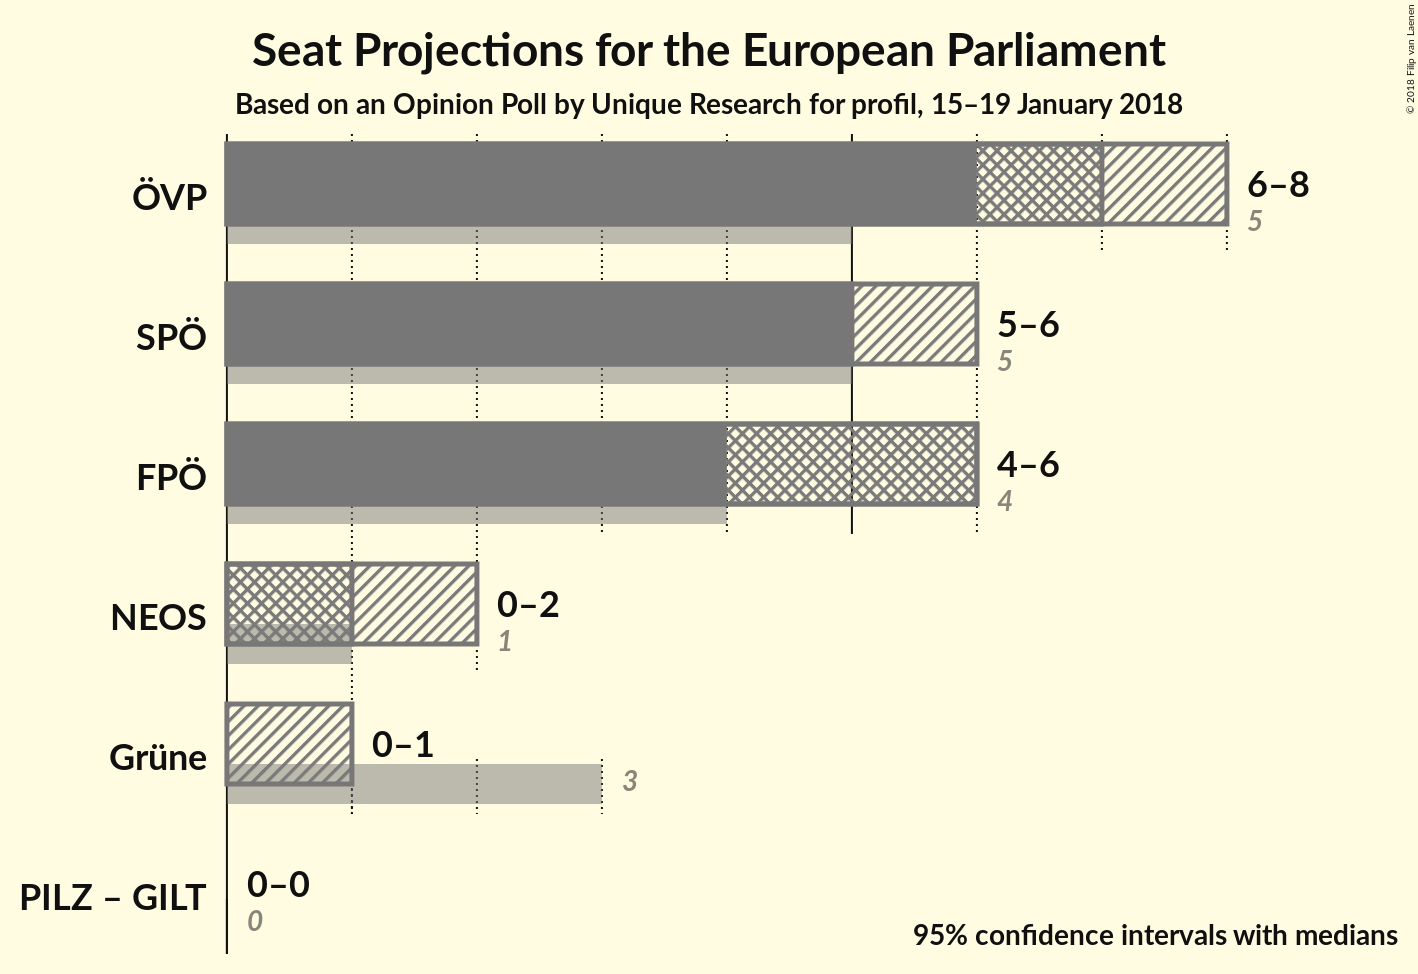 Seat Projections for the European Parliament
Based on an Opinion Poll by Unique Research for profil, 15–19 January 2018
© 2018 Filip van Laenen
ÖVP
6–8
5
SPÖ
5–6
5
FPÖ
4–6
4
NEOS
0–2
1
Grüne
0–1
3
PILZ – GILT
0–0
0
95% confidence intervals with medians